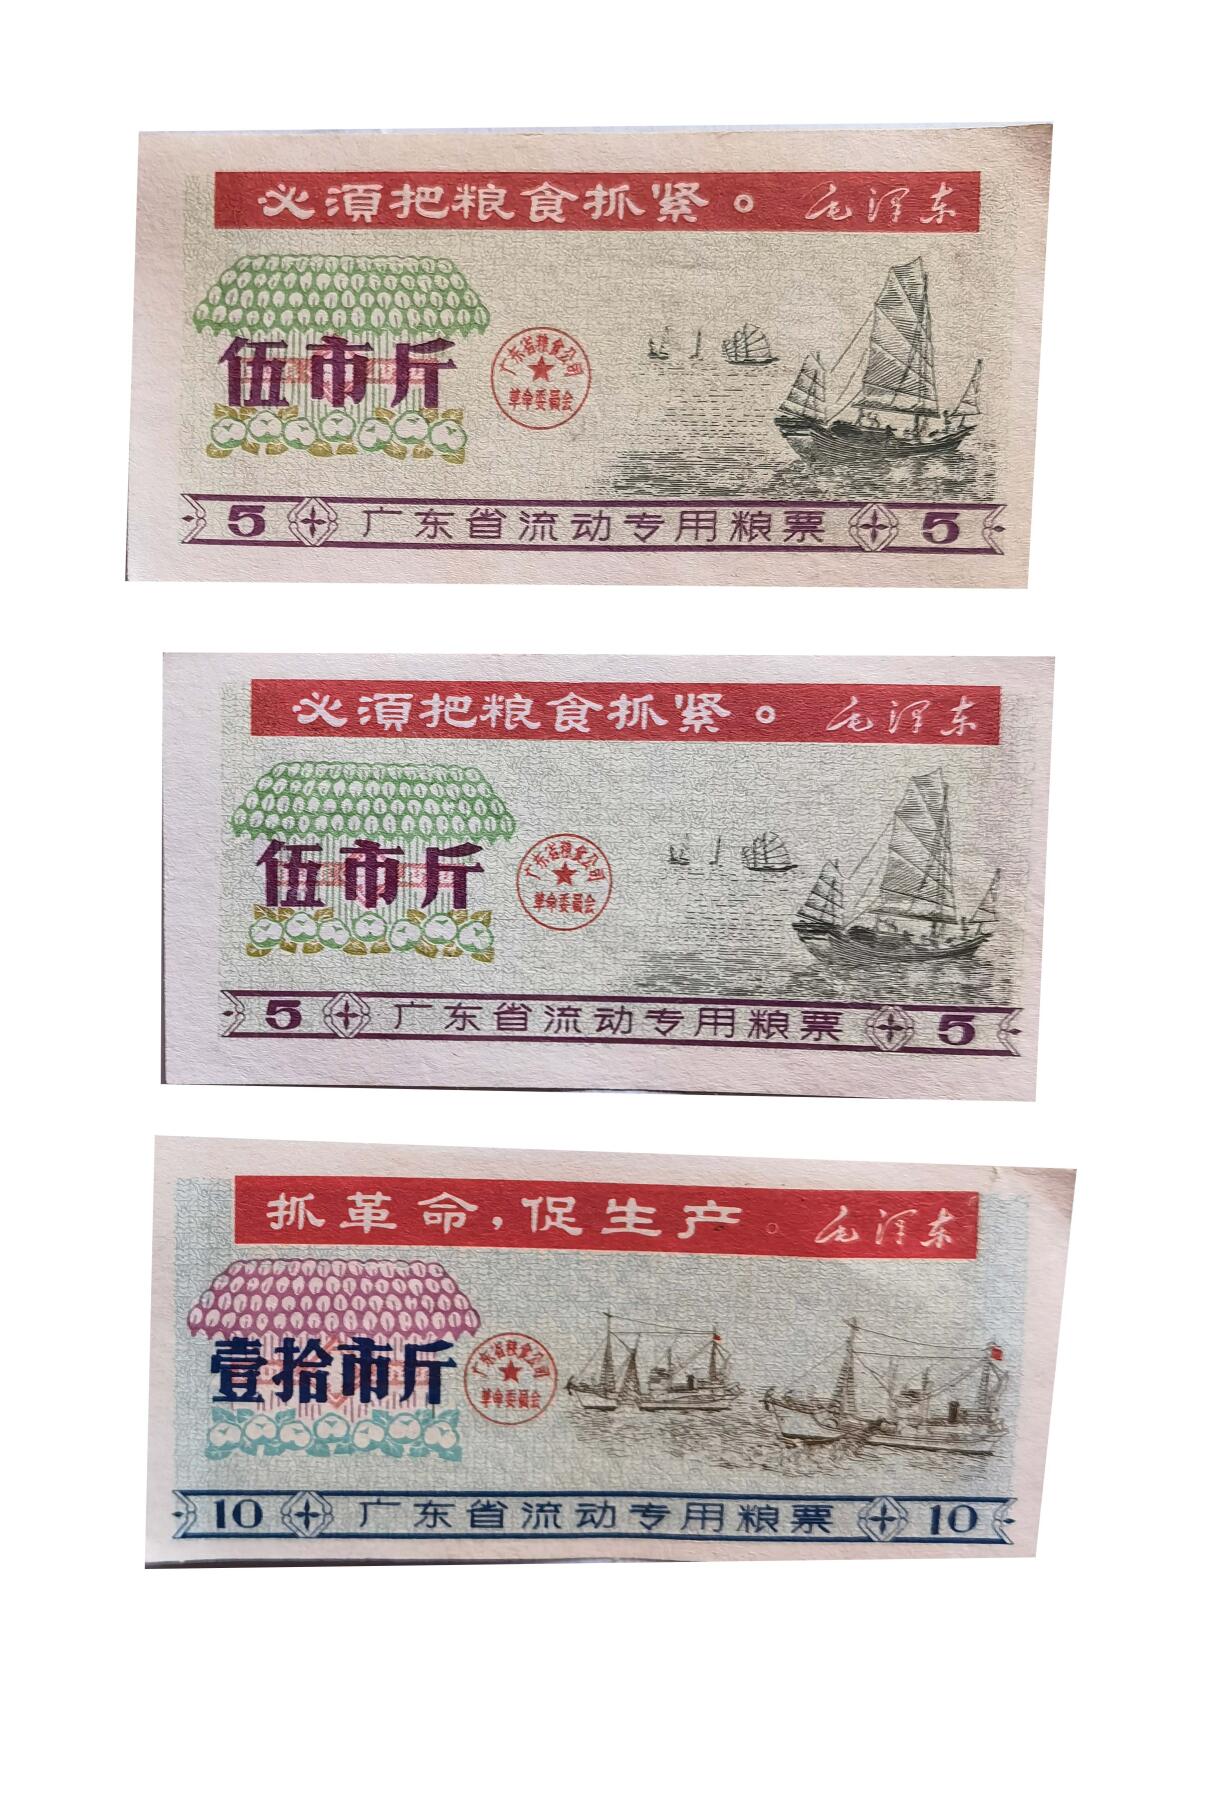 必須把粮食抓紧。 毛泽东
伍市斤
广东省粮食公司
革命委員会
5 广东省流动专用粮票 5
必須把粮食抓紧。 毛泽东
伍市斤
广东省粮食公司
革命委員会
5 广东省流动专用粮票 5
抓革命，促生产。 毛泽东
壹拾市斤
广东省粮食公司
革命委員会
10 广东省流动专用粮票 10